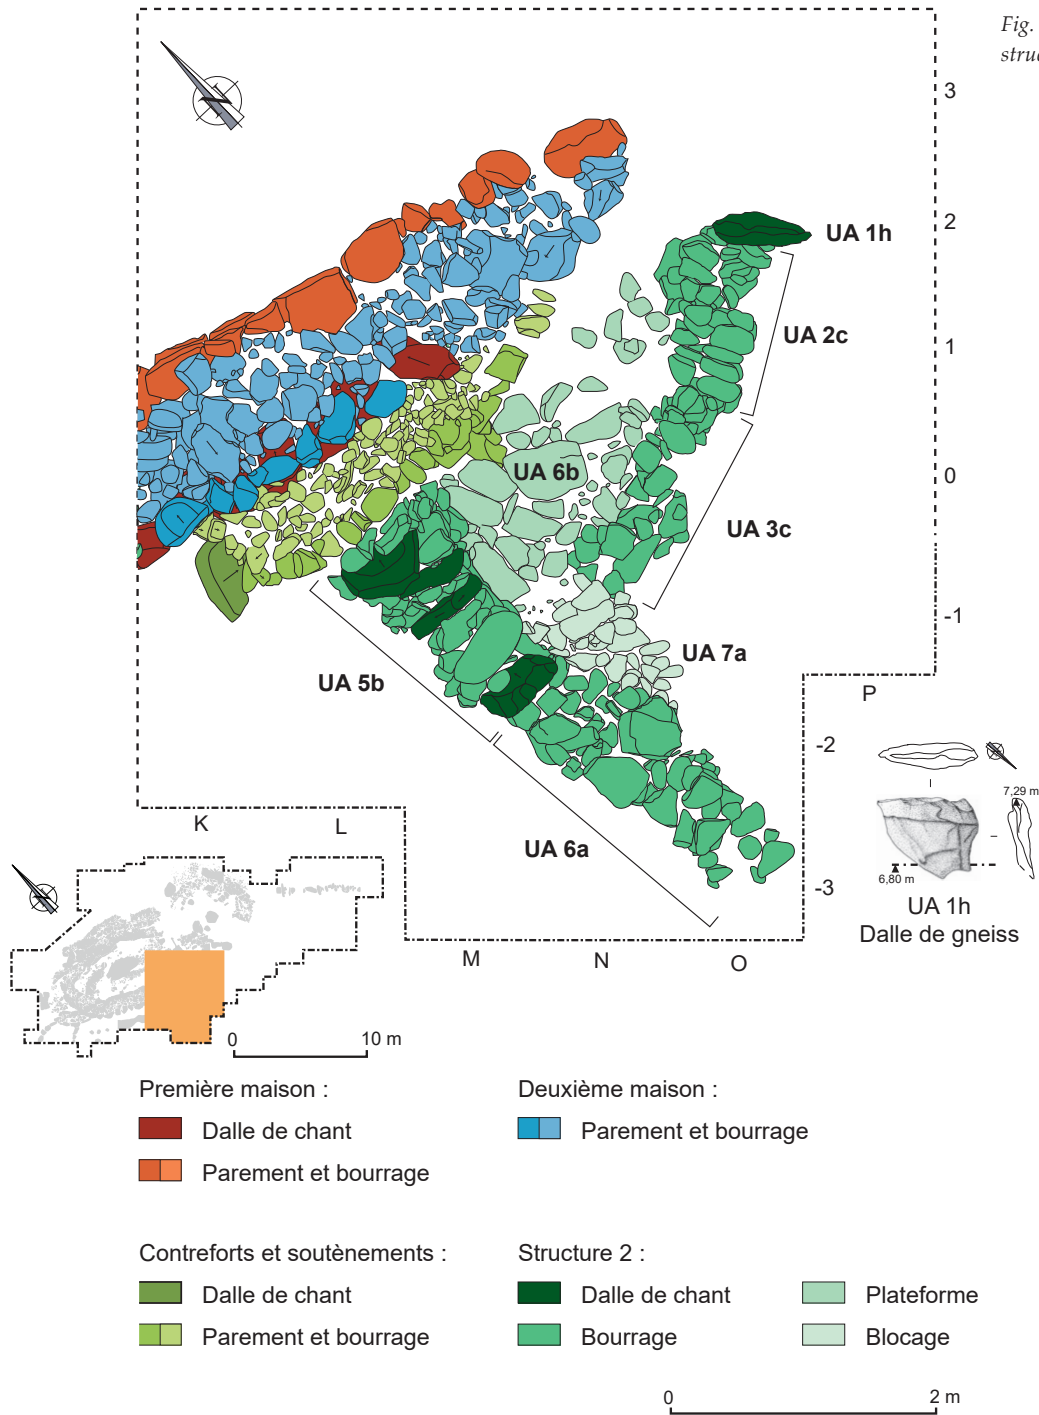 Fig.
struc
3
UA 1h
2
UA 2c
1
UA 6b
0
UA 3c
-1
UA 7a
UA 5b
P
-2
7,29 m
K
L
UA 6a
6,80 m
-3
UA 1h
Dalle de gneiss
M
N
O
0
10 m
Première maison :
Deuxième maison :
Dalle de chant
Parement et bourrage
Parement et bourrage
Contreforts et soutènements :
Structure 2 :
Dalle de chant
Dalle de chant
Plateforme
Parement et bourrage
Bourrage
Blocage
0
2 m